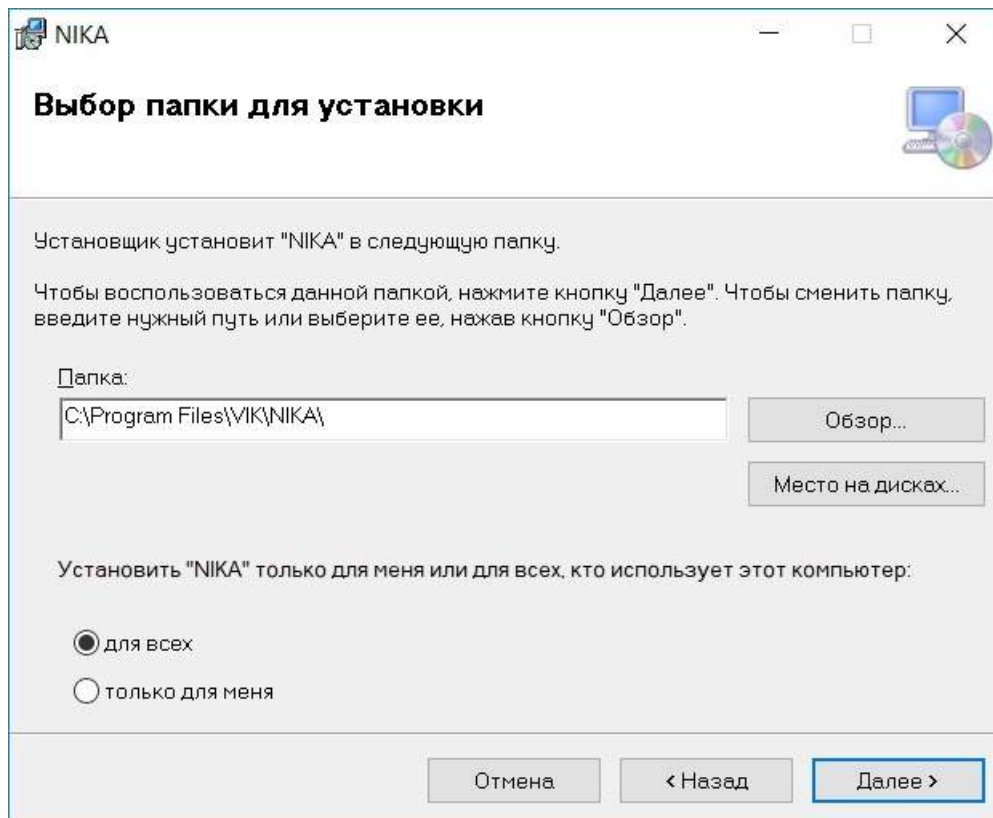 NIKA
Выбор папки для установки
Установщик установит "NIKA" в следующую папку.
Чтобы воспользоваться данной папкой, нажмите кнопку "Далее". Чтобы сменить папку,
введите нужный путь или выберите ее, нажав кнопку "Обзор".
Папка:
C:\Program Files\VIK\NIKA\
Обзор...
Место на дисках...
Установить "NIKA" только для меня или для всех, кто использует этот компьютер:
для всех
только для меня
Отмена
< Назад
Далее >